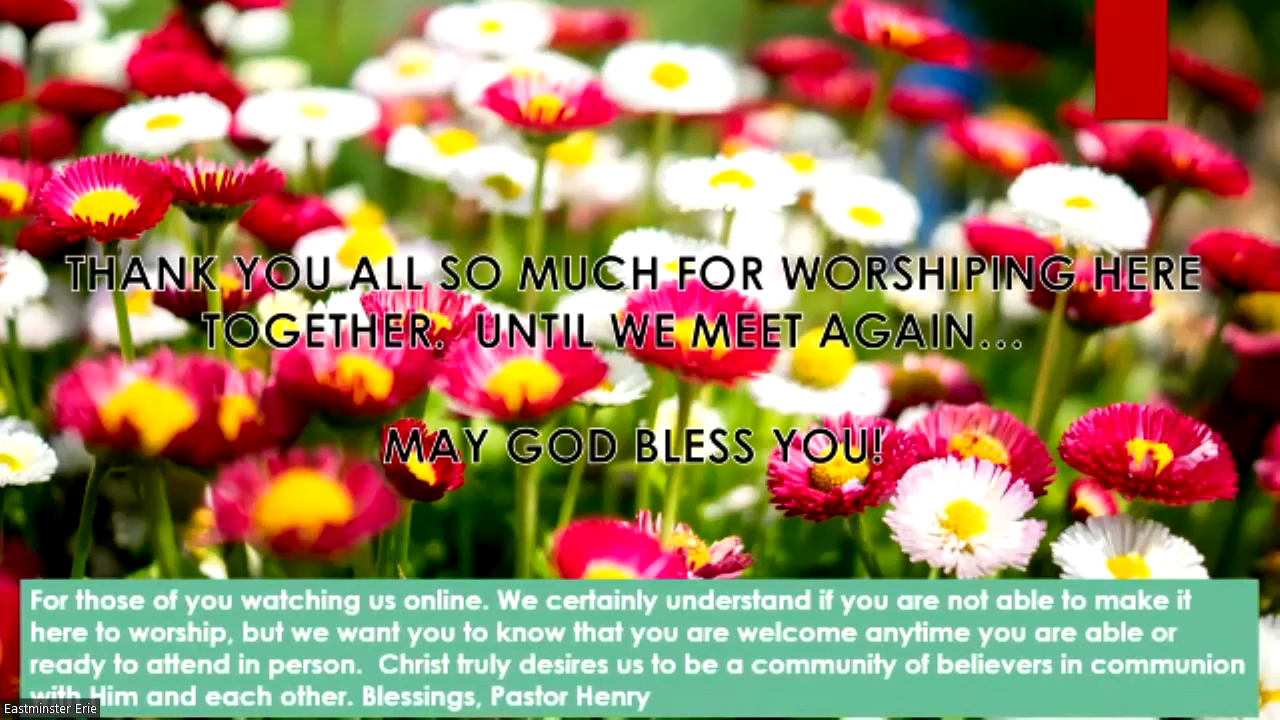 THANK YOU ALL SO MUCH FOR WORSHIPING HERE
TOGETHER.  UNTIL WE MEET AGAIN...
MAY GOD BLESS YOU!
For those of you watching us online. We certainly understand if you are not able to make it
here to worship, but we want you to know that you are welcome anytime you are able or
ready to attend in person.  Christ truly desires us to be a community of believers in communion
with Him and each other. Blessings, Pastor Henry
Eastminster Erie